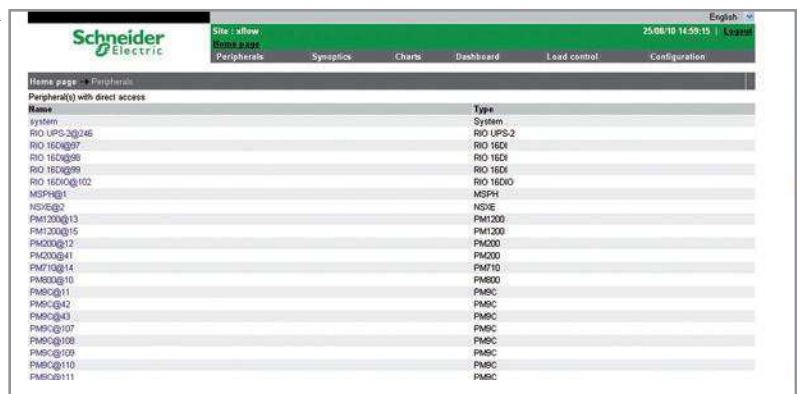 English
Schneider Electric
Site : xflow
25/08/10 14:59:15 | Logout
Home page
Peripherals Synoptics Charts Dashboard Load control Configuration
Home page Peripherals
Peripheral(s) with direct access
Name Type
system System
RIO UPS-2@246 RIO UPS-2
RIO 16DI@97 RIO 16DI
RIO 16DI@98 RIO 16DI
RIO 16DI@99 RIO 16DI
RIO 16DIO@102 RIO 16DIO
MSPH@1 MSPH
NSXE@2 NSXE
PM1200@13 PM1200
PM1200@15 PM1200
PM200@12 PM200
PM200@41 PM200
PM710@14 PM710
PM800@10 PM800
PM9C@11 PM9C
PM9C@42 PM9C
PM9C@43 PM9C
PM9C@107 PM9C
PM9C@108 PM9C
PM9C@109 PM9C
PM9C@110 PM9C
PM9C@111 PM9C